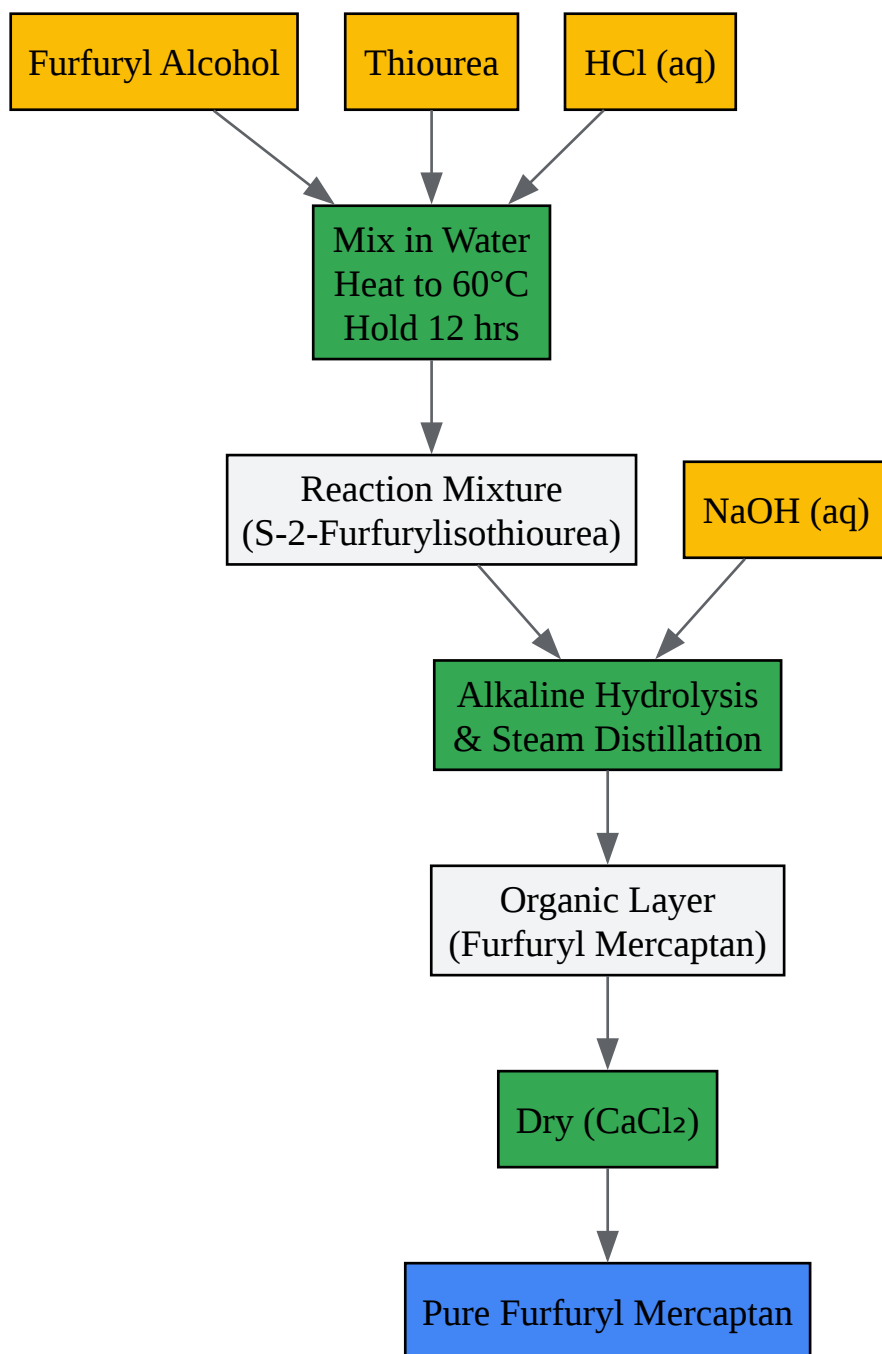 Furfuryl Alcohol
Thiourea
HCl (aq)
Mix in Water
Heat to 60°C
Hold 12 hrs
Reaction Mixture
(S-2-Furfurylisothiourea)
NaOH (aq)
Alkaline Hydrolysis
& Steam Distillation
Organic Layer
(Furfuryl Mercaptan)
Dry (CaCl₂)
Pure Furfuryl Mercaptan